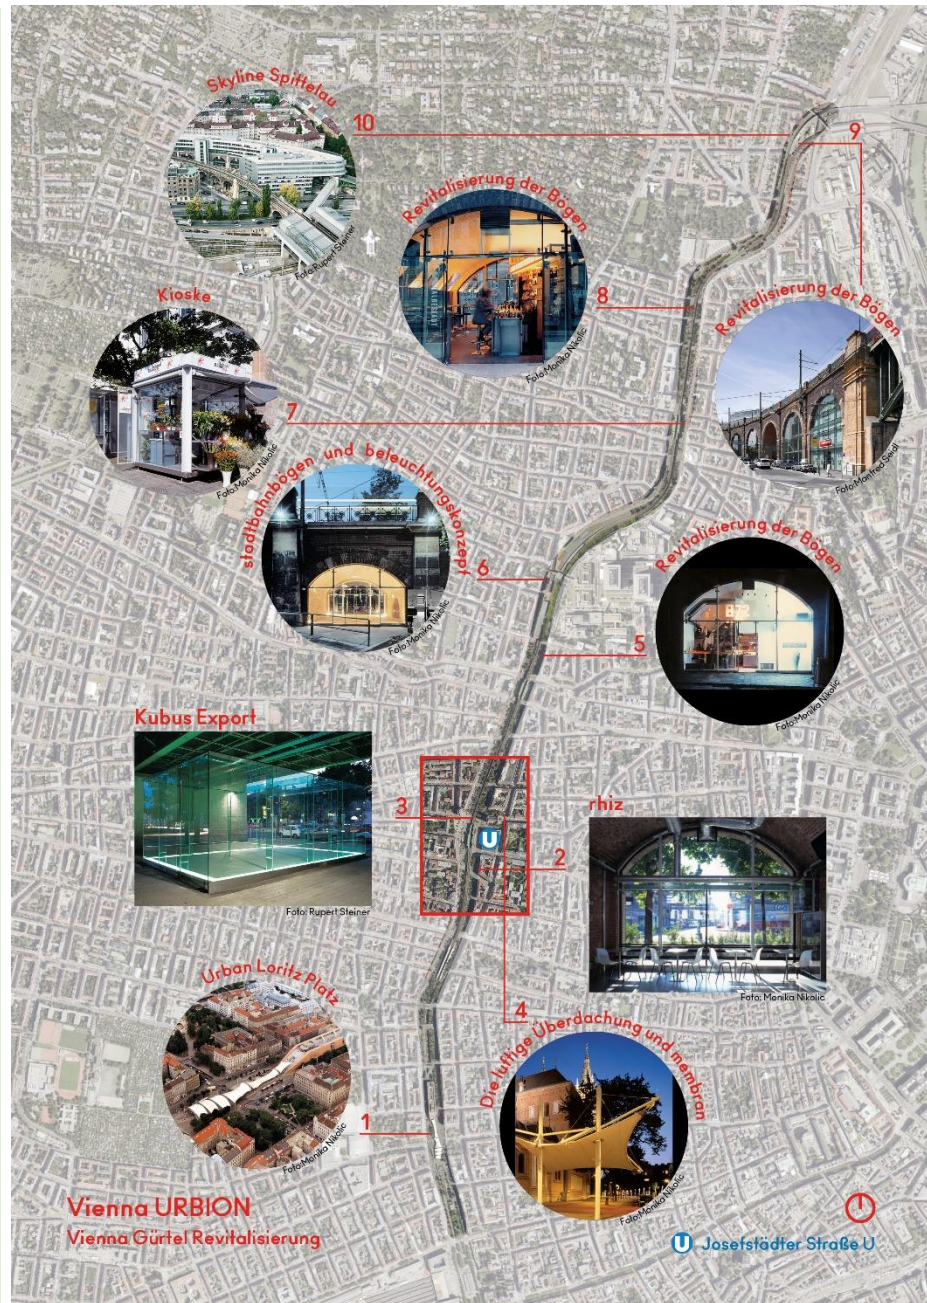 Skyline Spittelau
10
Foto: Rupert Steiner
9
Revitalisierung der Bögen
Foto:Monika Nikolic
8
Kioske
Foto:Monika Nikolic
7
Revitalisierung der Bögen
Foto:Manfred Seidl
stadtbahnbögen und beleuchtungskonzept
Foto:Monika Nikolic
6
Revitalisierung der Bögen
B72
Foto:Monika Nikolic
5
Kubus Export
Foto: Rupert Steiner
3
U
2
rhiz
Foto: Monika Nikolic
Urban Loritz Platz
Foto:Monika Nikolic
1
4
Die luftige Überdachung und membran
Foto:Monika Nikolic
Vienna URBION
Vienna Gürtel Revitalisierung
U Josefstädter Straße U